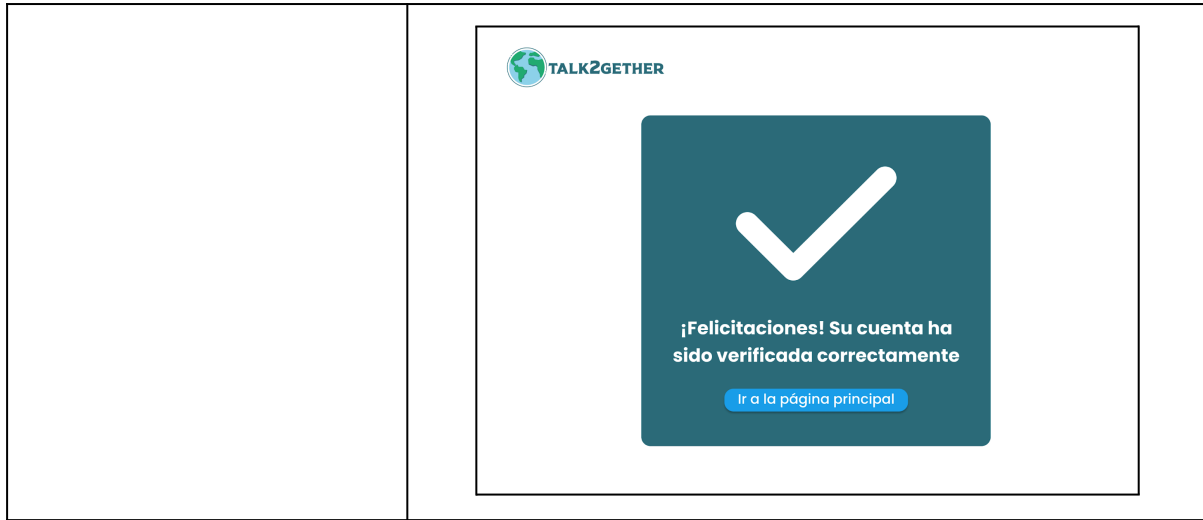 TALK2GETHER
¡Felicitaciones! Su cuenta ha
sido verificada correctamente
Ir a la página principal